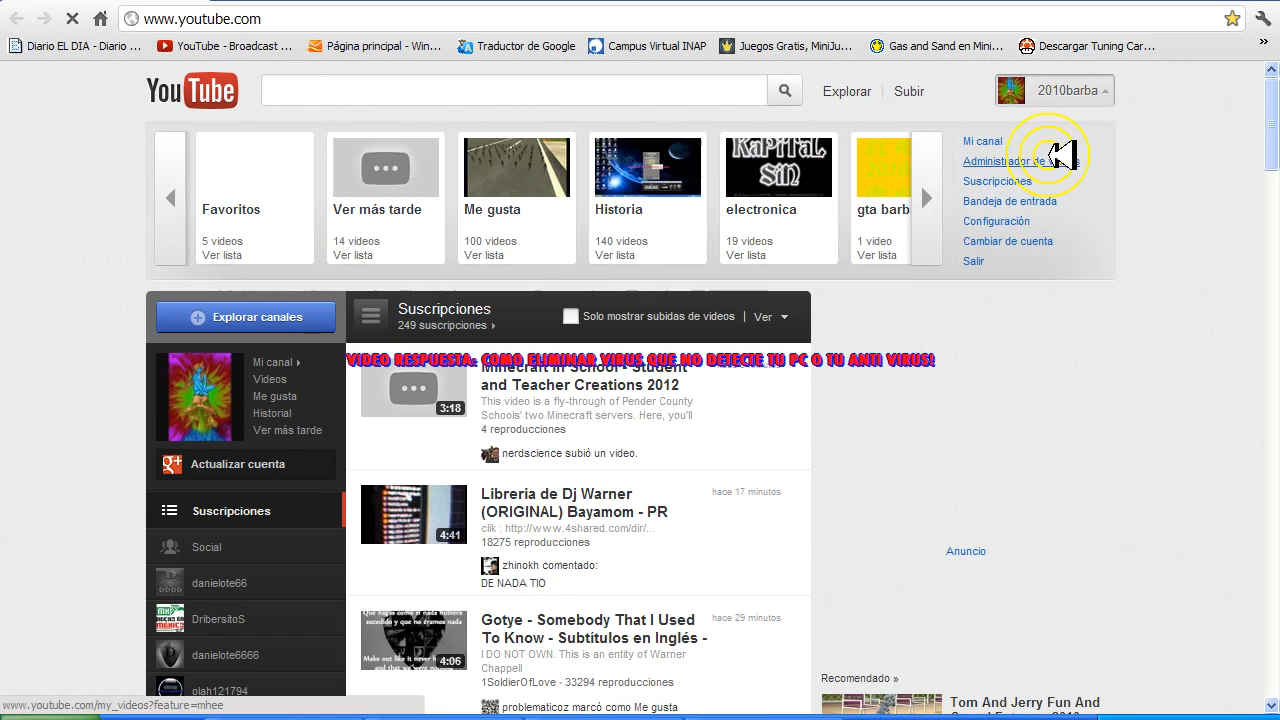 www.youtube.com
Diario EL DIA - Diario ...
YouTube - Broadcast ...
Página principal - Win...
Traductor de Google
Campus Virtual INAP
Juegos Gratis, MiniJu...
Gas and Sand en Mini...
Descargar Tuning Car...
»
YouTube
Explorar | Subir
2010barba
Favoritos
5 videos
Ver lista
Ver más tarde
14 videos
Ver lista
Me gusta
100 videos
Ver lista
Historia
140 videos
Ver lista
KaPiTaL
SiN
electronica
19 videos
Ver lista
gta barb
1 video
Ver lista
Mi canal
Administrador de
Suscripciones
Bandeja de entrada
Configuración
Cambiar de cuenta
Salir
Explorar canales
Mi canal
Videos
Me gusta
Historial
Ver más tarde
Actualizar cuenta
Suscripciones
Social
danielote66
DribersitoS
danielote6666
olah121794
Suscripciones
249 suscripciones
Solo mostrar subidas de videos | Ver
VIDEO RESPUESTA: COMO ELIMINAR VIRUS QUE NO DETECTE TU PC O TU ANTI VIRUS!
Minecraft in School - Student
and Teacher Creations 2012
This video is a fly-through of Pender County
Schools' two Minecraft servers. Here, you'll
4 reproducciones
3:18
nerdscience subió un video.
Libreria de Dj Warner
(ORIGINAL) Bayamom - PR
hace 17 minutos
clik : http://www.4shared.com/dir/...
18275 reproducciones
4:41
zhinokh comentado:
DE NADA TIO
Gotye - Somebody That I Used
To Know - Subtítulos en Inglés -
hace 29 minutos
I DO NOT OWN. This is an entity of Warner
Chappell
1SoldierOfLove - 33294 reproducciones
4:06
problematicoz marcó como Me gusta
Anuncio
Recomendado »
Tom And Jerry Fun And
www.youtube.com/my_videos?feature=mhee